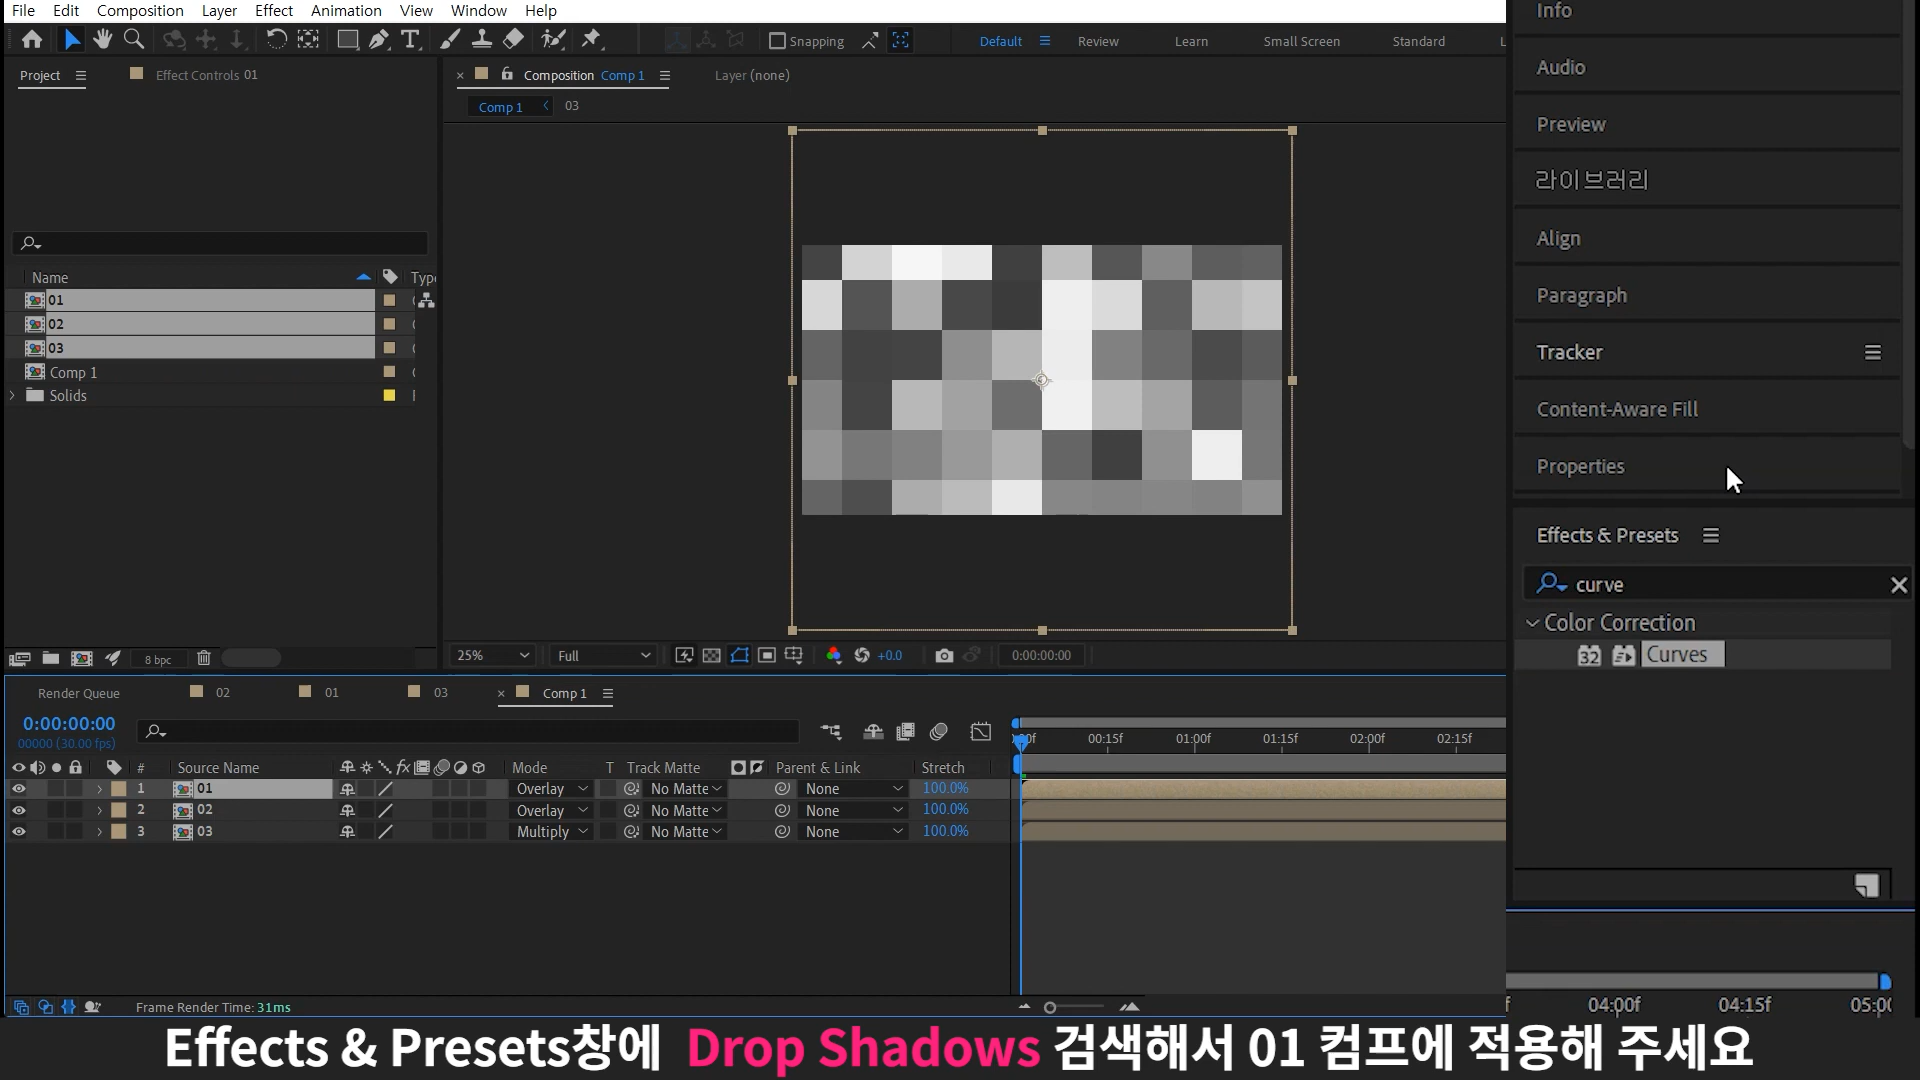 File Edit Composition Layer Effect Animation View Window Help
Snapping Default Review Learn Small Screen Standard
Project Effect Controls 01
Composition Comp 1 Layer (none)
Comp 1 03
Name Type
01
02
03
Comp 1
Solids
8 bpc
25% Full +0.0 0:00:00:00
Info
Audio
Preview
라이브러리
Align
Paragraph
Tracker
Content-Aware Fill
Properties
Effects & Presets
curve
Color Correction
32 Curves
Render Queue 02 01 03 Comp 1
0:00:00:00
00000 (30.00 fps)
00:15f 01:00f 01:15f 02:00f 02:15f
# Source Name fx Mode T Track Matte Parent & Link Stretch
1 01 Overlay No Matte None 100.0%
2 02 Overlay No Matte None 100.0%
3 03 Multiply No Matte None 100.0%
04:00f 04:15f
Frame Render Time: 31ms
Effects & Presets창에 Drop Shadows 검색해서 01 컴프에 적용해 주세요